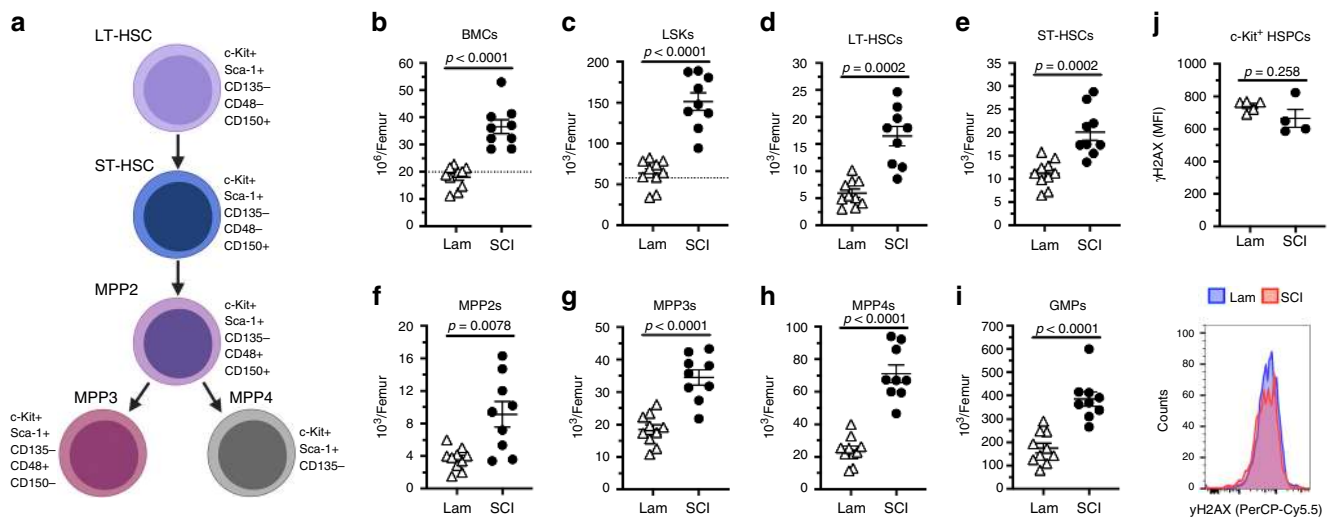 a
LT-HSC
c-Kit+
Sca-1+
CD135–
CD48–
CD150+
ST-HSC
c-Kit+
Sca-1+
CD135–
CD48–
CD150+
MPP2
c-Kit+
Sca-1+
CD135–
CD48+
CD150+
MPP3
c-Kit+
Sca-1+
CD135–
CD48+
CD150–
MPP4
c-Kit+
Sca-1+
CD135–
b
BMCs
p < 0.0001
10⁶/Femur
60
50
40
30
20
10
0
Lam SCI
c
LSKs
p < 0.0001
10³/Femur
200
150
100
50
0
Lam SCI
d
LT-HSCs
p = 0.0002
10³/Femur
30
25
20
15
10
5
0
Lam SCI
e
ST-HSCs
p = 0.0002
10³/Femur
35
30
25
20
15
10
5
0
Lam SCI
j
c-Kit⁺ HSPCs
p = 0.258
γH2AX (MFI)
1000
800
600
400
200
0
Lam SCI
f
MPP2s
p = 0.0078
10³/Femur
20
16
12
8
4
0
Lam SCI
g
MPP3s
p < 0.0001
10³/Femur
50
40
30
20
10
0
Lam SCI
h
MPP4s
p < 0.0001
10³/Femur
100
80
60
40
20
0
Lam SCI
i
GMPs
p < 0.0001
10³/Femur
700
600
500
400
300
200
100
0
Lam SCI
Lam SCI
Counts
100
80
60
40
20
0
γH2AX (PerCP-Cy5.5)